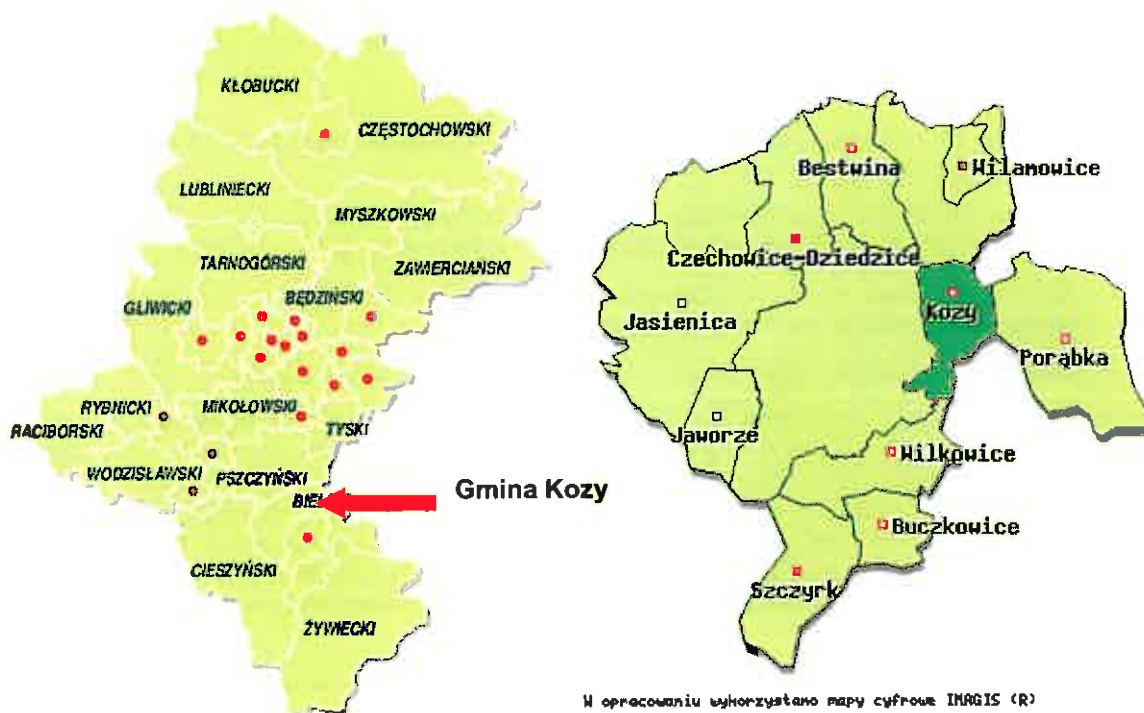 KŁOBUCKI
CZĘSTOCHOWSKI
LUBLINIECKI
MYSZKOWSKI
TARNOGÓRSKI
ZAWIERCIAŃSKI
BĘDZIŃSKI
GLIWICKI
RYBNICKI
MIKOŁOWSKI
RACIBORSKI
TYSKI
WODZISŁAWSKI
PSZCZYŃSKI
Gmina Kozy
CIESZYŃSKI
ŻYWIECKI
Bestwina
Wilamowice
Czechowice-Dziedzice
Kozy
Jasienica
Porąbka
Jaworze
Wilkowice
Buczkowice
Szczyrk
W opracowaniu wykorzystano mapy cyfrowe IMAGIS (R)